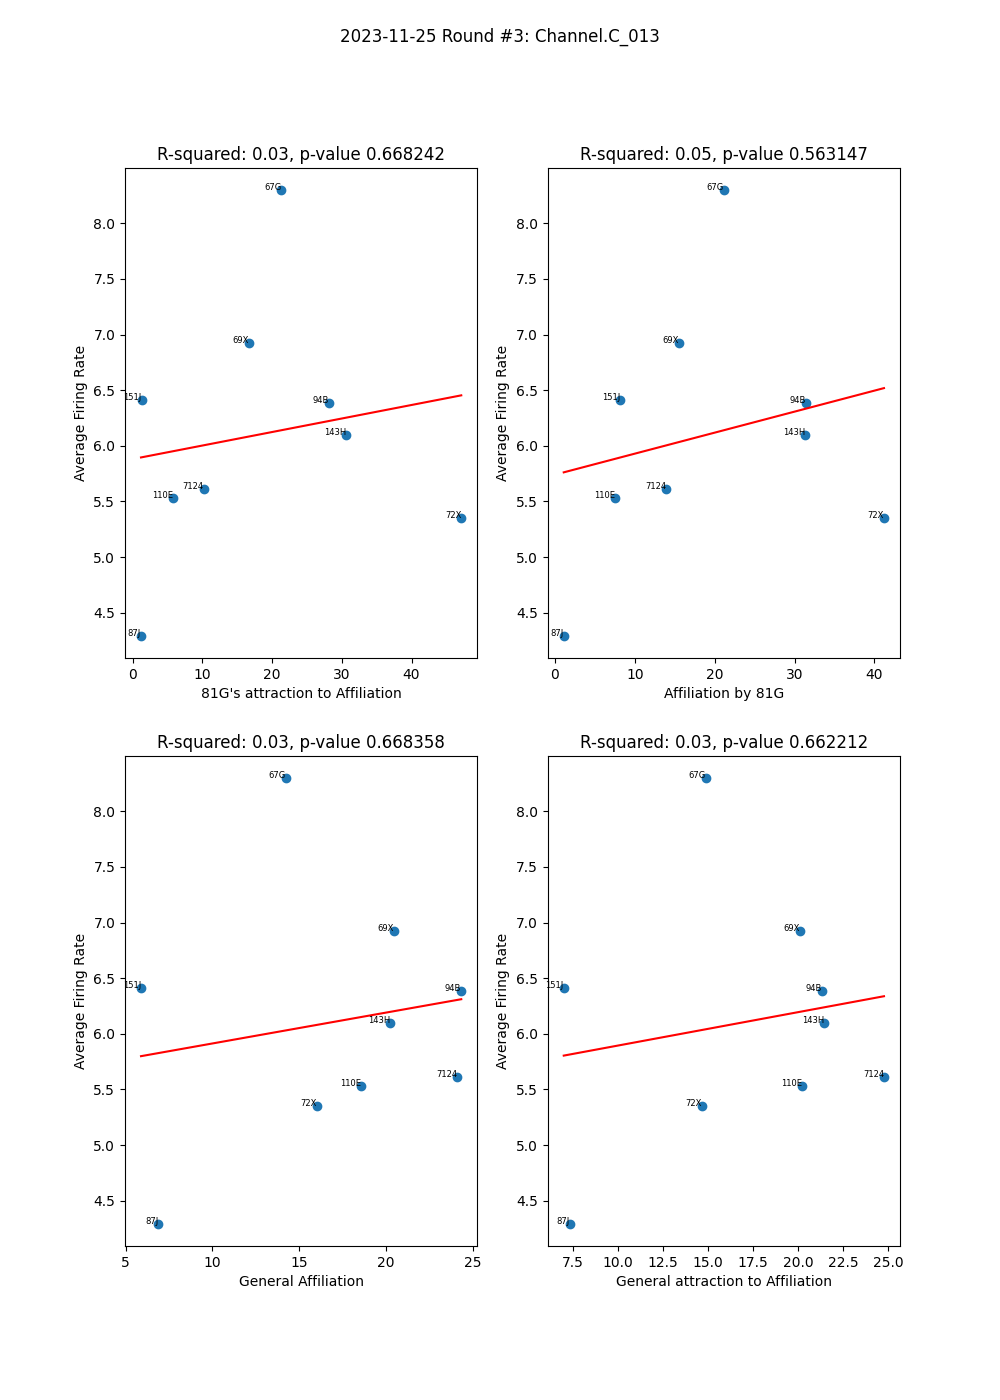 2023-11-25 Round #3: Channel.C_013
R-squared: 0.03, p-value 0.668242
8.0
7.5
7.0
6.5
6.0
5.5
5.0
4.5
Average Firing Rate
67G
69X
151J
94B
143H
7124
110E
72X
87J
0 10 20 30 40
81G's attraction to Affiliation
R-squared: 0.05, p-value 0.563147
8.0
7.5
7.0
6.5
6.0
5.5
5.0
4.5
Average Firing Rate
67G
69X
151J
94B
143H
7124
110E
72X
87J
0 10 20 30 40
Affiliation by 81G
R-squared: 0.03, p-value 0.668358
8.0
7.5
7.0
6.5
6.0
5.5
5.0
4.5
Average Firing Rate
67G
69X
151J
94B
143H
7124
110E
72X
87J
5 10 15 20 25
General Affiliation
R-squared: 0.03, p-value 0.662212
8.0
7.5
7.0
6.5
6.0
5.5
5.0
4.5
Average Firing Rate
67G
69X
151J
94B
143H
7124
110E
72X
87J
7.5 10.0 12.5 15.0 17.5 20.0 22.5 25.0
General attraction to Affiliation